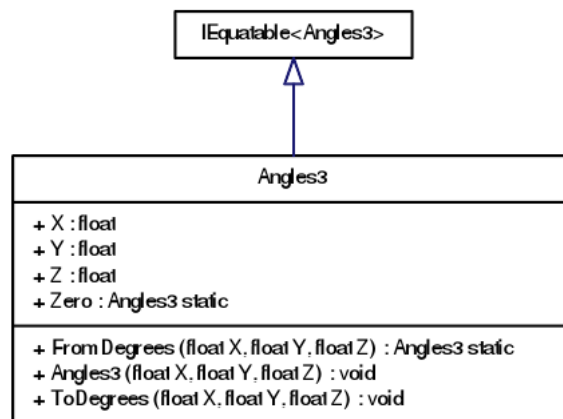 IEquatable<Angles3>
Angles3
+ X : float
+ Y : float
+ Z : float
+ Zero : Angles3 static
+ FromDegrees (float X, float Y, float Z) : Angles3 static
+ Angles3 (float X, float Y, float Z) : void
+ ToDegrees (float X, float Y, float Z) : void